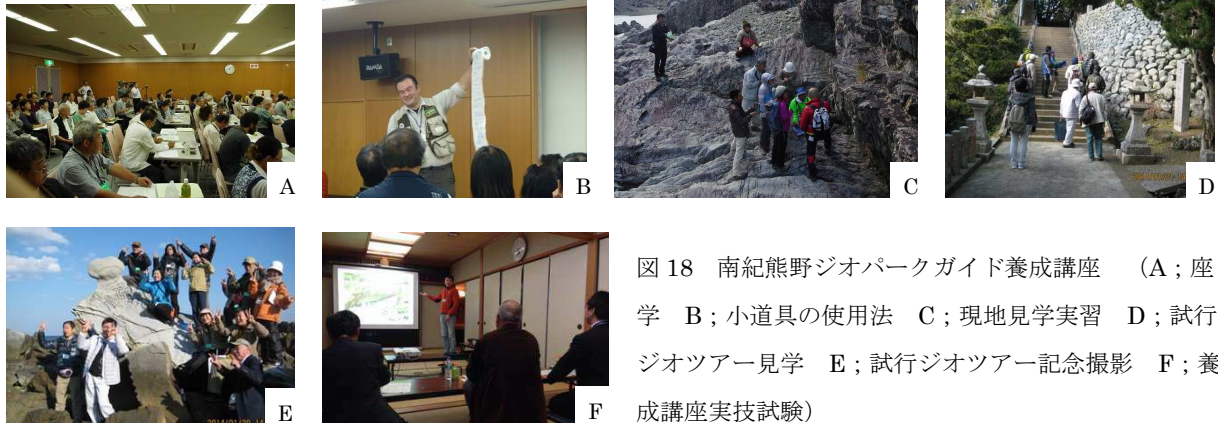 A
B
C
D
E
F
図 18 南紀熊野ジオパークガイド養成講座 (A;座
学 B;小道具の使用法 C;現地見学実習 D;試行
ジオツアー見学 E;試行ジオツアー記念撮影 F;養
成講座実技試験)